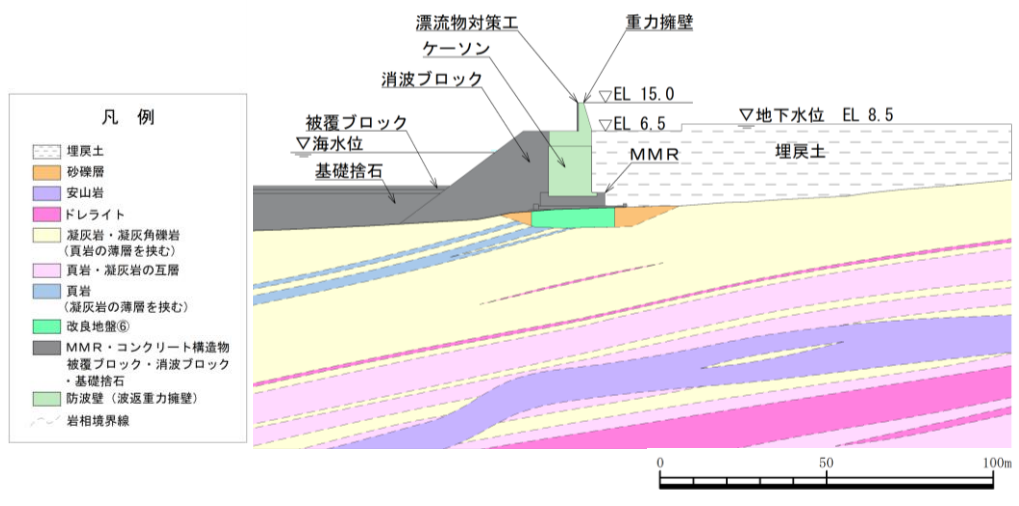 漂流物対策工
重力擁壁
ケーソン
消波ブロック
▽EL 15.0
被覆ブロック
▽EL 6.5
▽地下水位 EL 8.5
▽海水位
MMR
埋戻土
基礎捨石
凡 例
埋戻土
砂礫層
安山岩
ドレライト
凝灰岩・凝灰角礫岩
(頁岩の薄層を挟む)
頁岩・凝灰岩の互層
頁岩
(凝灰岩の薄層を挟む)
改良地盤⑥
MMR・コンクリート構造物
被覆ブロック・消波ブロック
・基礎捨石
防波壁（波返重力擁壁）
岩相境界線
0 50 100m